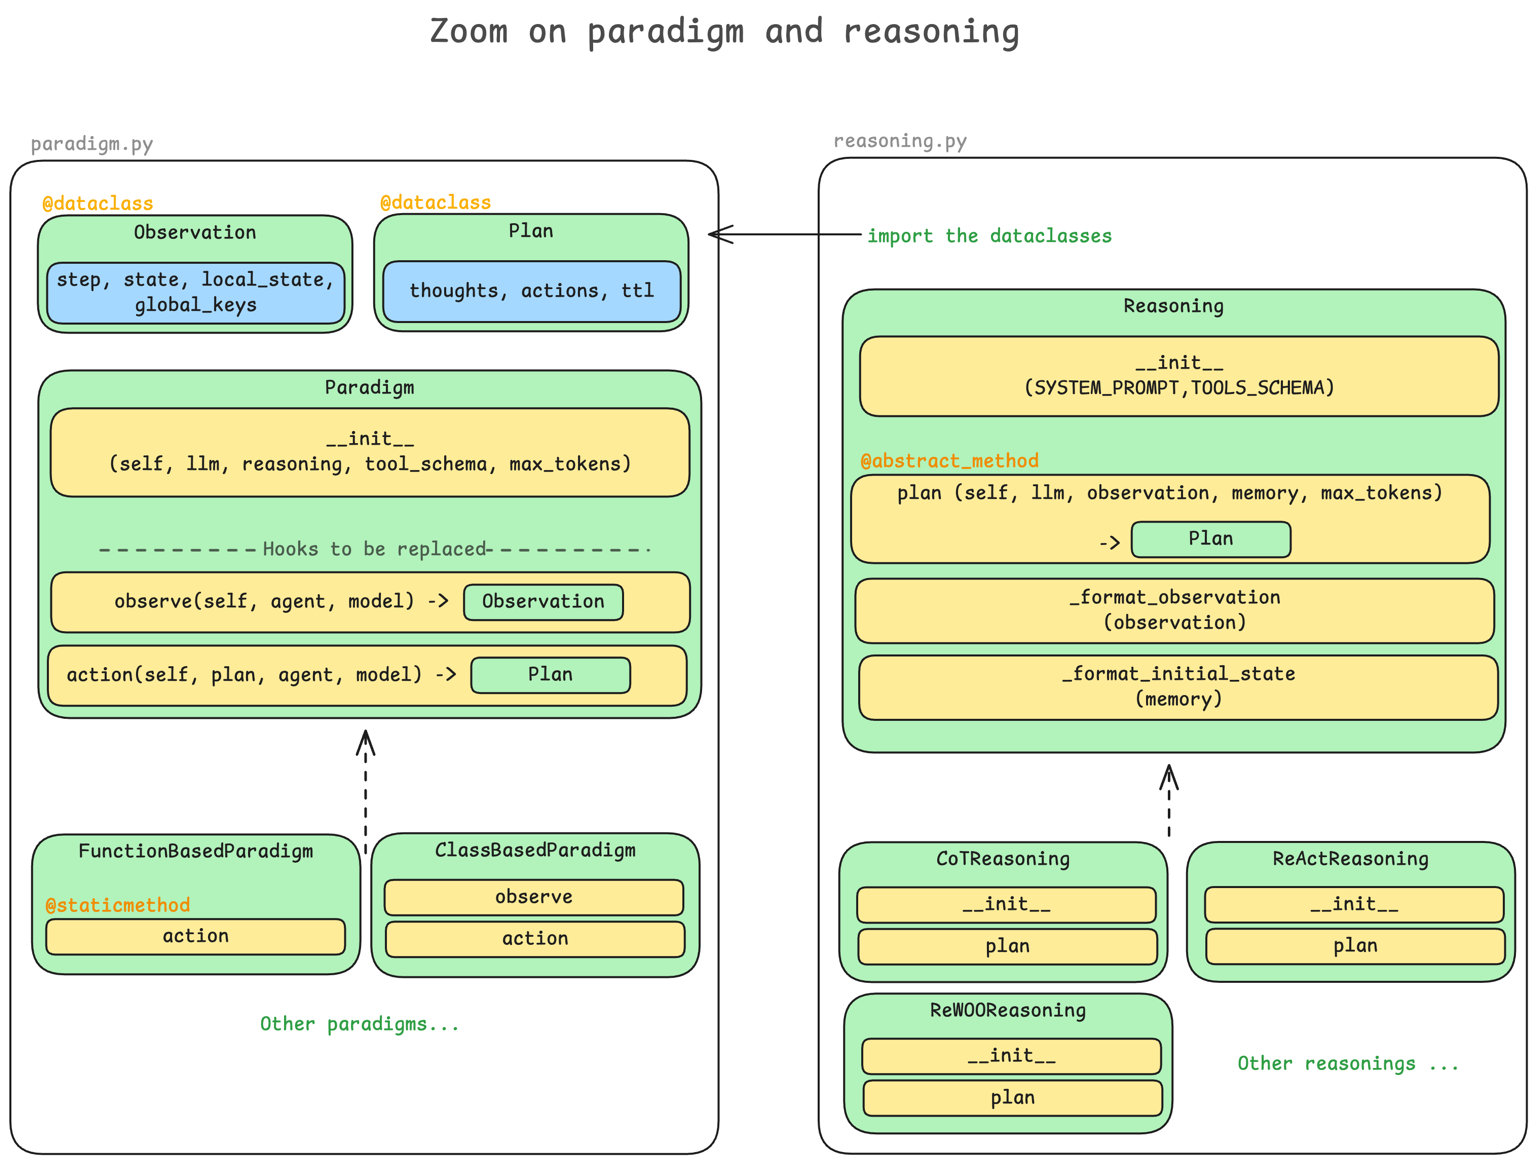 Zoom on paradigm and reasoning
paradigm.py
@dataclass
Observation
step, state, local_state,
global_keys
@dataclass
Plan
thoughts, actions, ttl
Paradigm
__init__
(self, llm, reasoning, tool_schema, max_tokens)
Hooks to be replaced
observe(self, agent, model) -> Observation
action(self, plan, agent, model) -> Plan
FunctionBasedParadigm
@staticmethod
action
ClassBasedParadigm
observe
action
Other paradigms...
reasoning.py
import the dataclasses
Reasoning
__init__
(SYSTEM_PROMPT,TOOLS_SCHEMA)
@abstract_method
plan (self, llm, observation, memory, max_tokens)
-> Plan
_format_observation
(observation)
_format_initial_state
(memory)
CoTReasoning
__init__
plan
ReActReasoning
__init__
plan
ReWOOReasoning
__init__
plan
Other reasonings ...